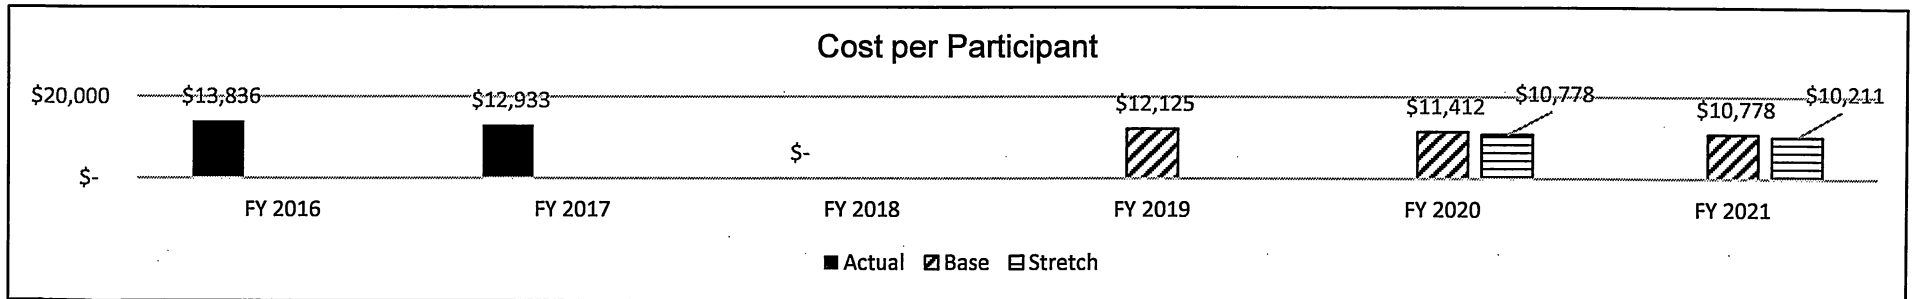 Cost per Participant
$20,000
$-
$13,836
$12,933
$-
$12,125
$11,412
$10,778
$10,778
$10,211
FY 2016
FY 2017
FY 2018
FY 2019
FY 2020
FY 2021
Actual
Base
Stretch